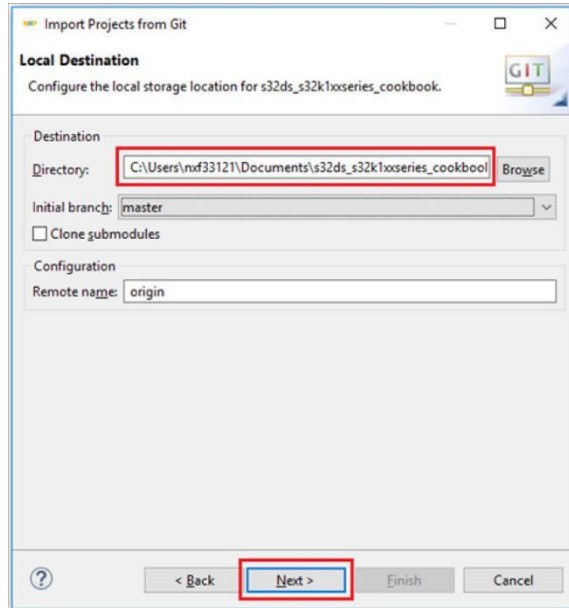 Import Projects from Git
Local Destination
Configure the local storage location for s32ds_s32k1xxseries_cookbook.
GIT
Destination
Directory: C:\Users\nxf33121\Documents\s32ds_s32k1xxseries_cookbool Browse
Initial branch: master
Clone submodules
Configuration
Remote name: origin
? < Back Next > Finish Cancel